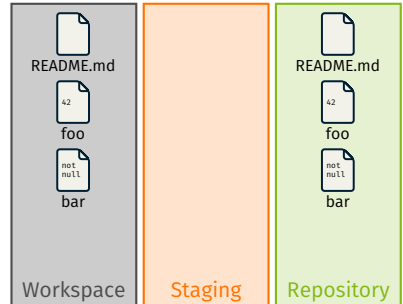 README.md
42
foo
not
null
bar
Workspace
Staging
README.md
42
foo
not
null
bar
Repository